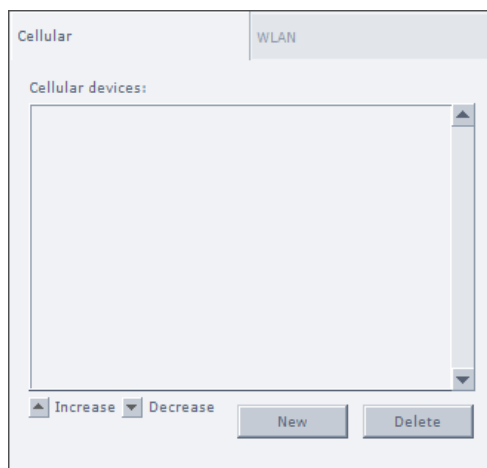 Cellular
WLAN
Cellular devices:
Increase Decrease
New Delete